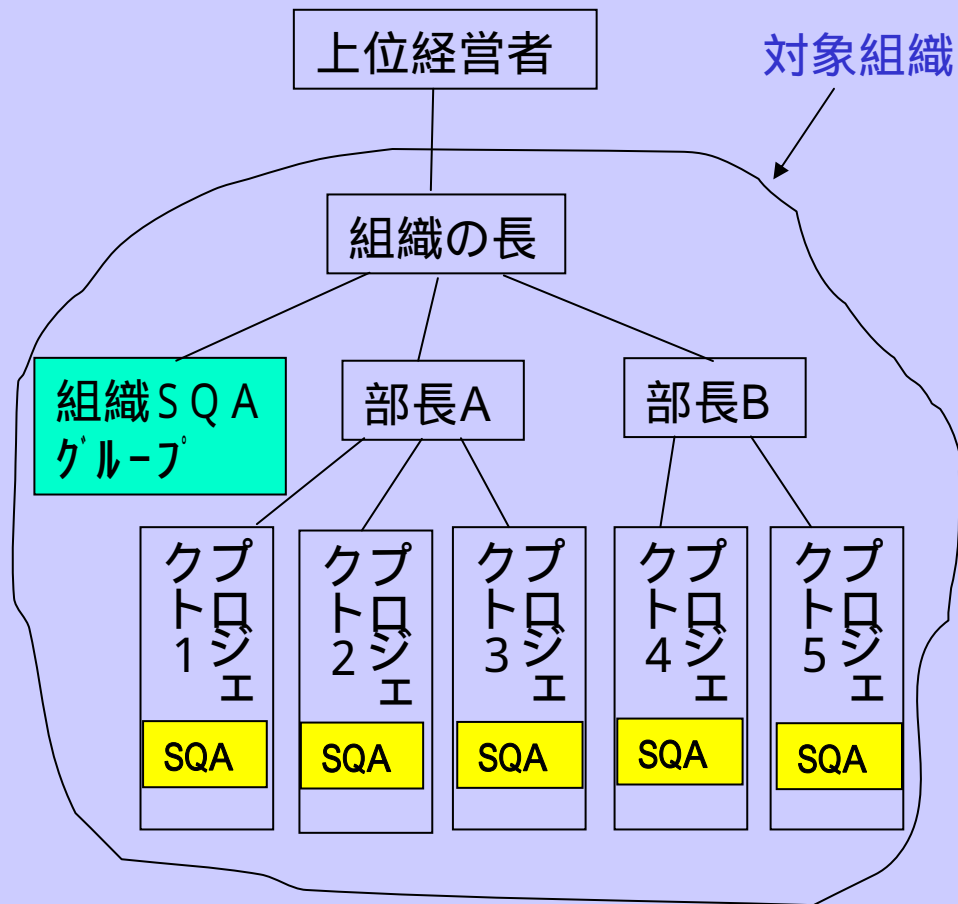 上位経営者
対象組織
組織の長
組織ＳＱＡ
ｸﾞﾙｰﾌﾟ
部長A
部長B
プロジェ
クト1
プロジェ
クト2
プロジェ
クト3
プロジェ
クト4
プロジェ
クト5
SQA
SQA
SQA
SQA
SQA